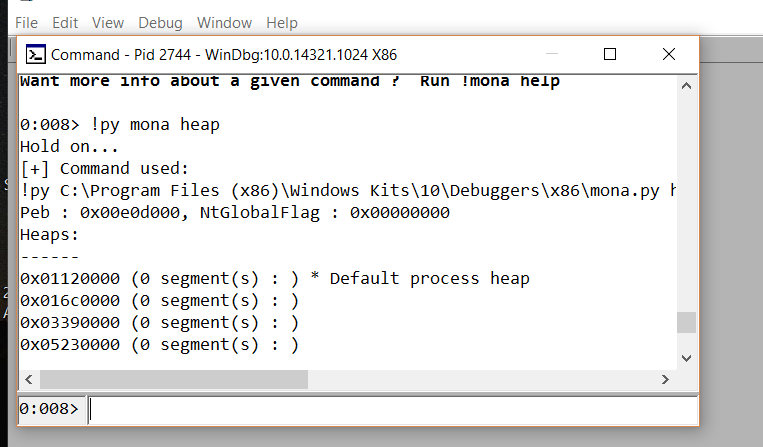 File Edit View Debug Window Help
Command - Pid 2744 - WinDbg:10.0.14321.1024 X86
Want more info about a given command ? Run !mona help
0:008> !py mona heap
Hold on...
[+] Command used:
!py C:\Program Files (x86)\Windows Kits\10\Debuggers\x86\mona.py h
Peb : 0x00e0d000, NtGlobalFlag : 0x00000000
Heaps:
------
0x01120000 (0 segment(s) : ) * Default process heap
0x016c0000 (0 segment(s) : )
0x03390000 (0 segment(s) : )
0x05230000 (0 segment(s) : )
0:008>